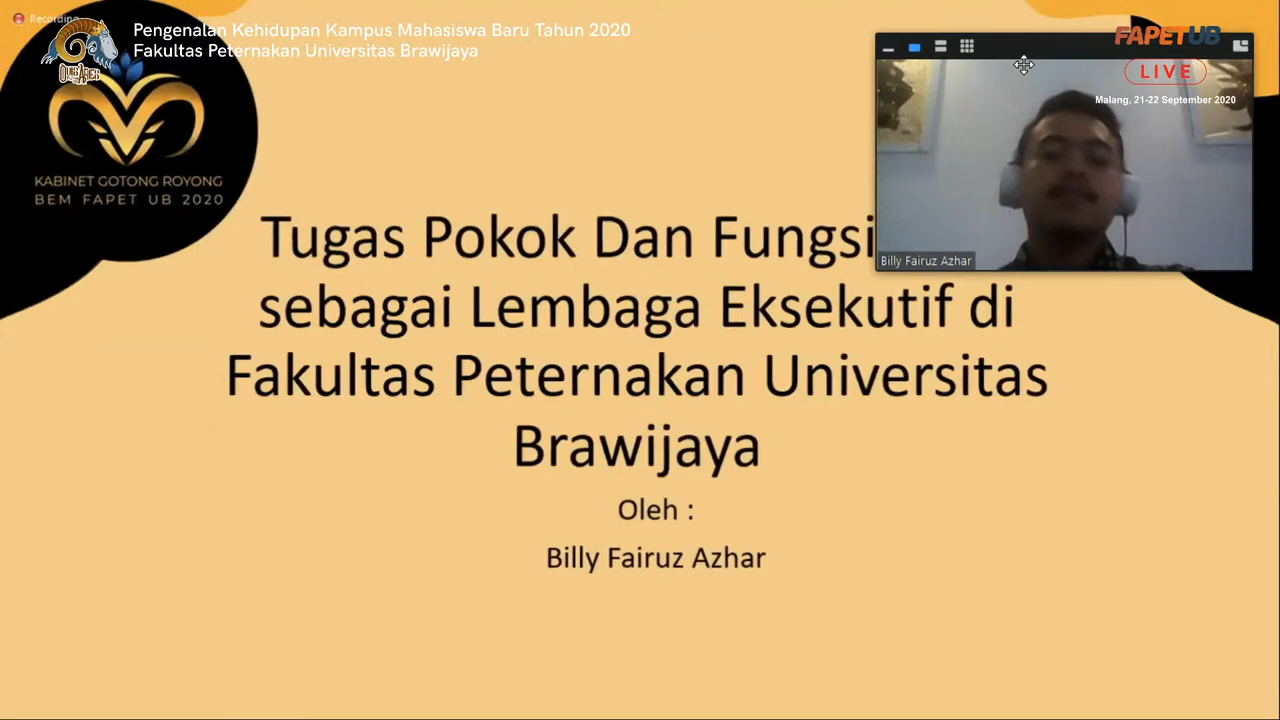 Recording
Pengenalan Kehidupan Kampus Mahasiswa Baru Tahun 2020
Fakultas Peternakan Universitas Brawijaya
FAPETUB
LIVE
Malang, 21-22 September 2020
KABINET GOTONG ROYONG
BEM FAPET UB 2020
Tugas Pokok Dan Fungsi
sebagai Lembaga Eksekutif di
Fakultas Peternakan Universitas
Brawijaya
Oleh :
Billy Fairuz Azhar
Billy Fairuz Azhar